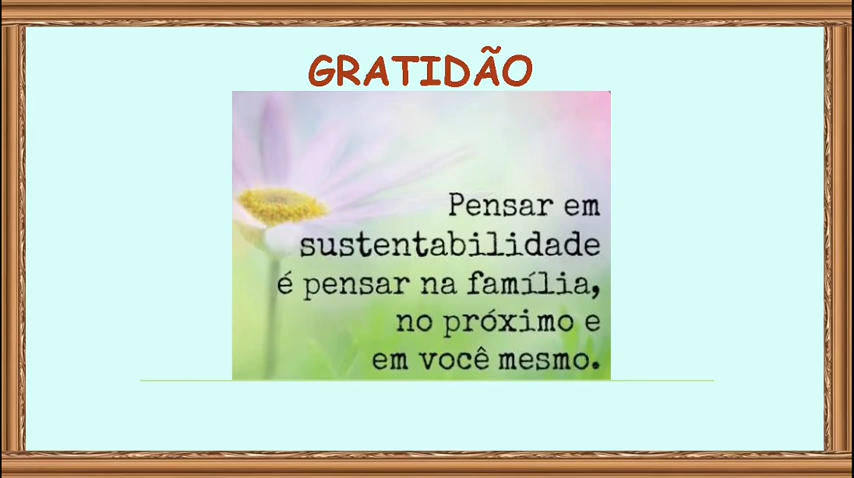 GRATIDÃO
Pensar em
sustentabilidade
é pensar na família,
no próximo e
em você mesmo.